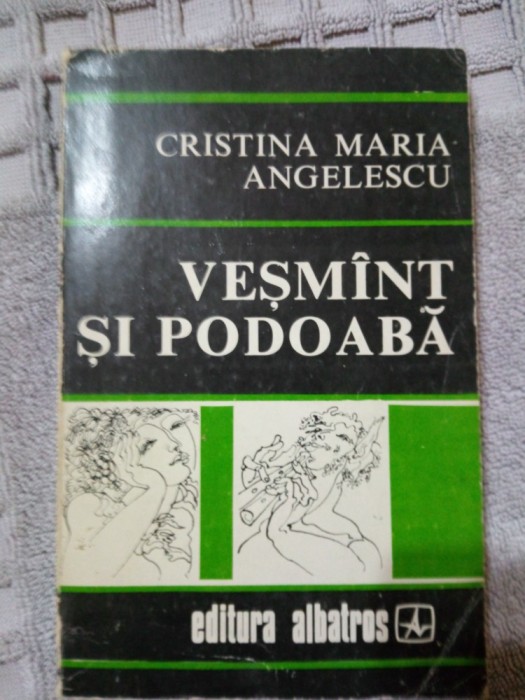 CRISTINA MARIA
ANGELESCU
VEȘMÎNT
ȘI PODOABĂ
editura albatros